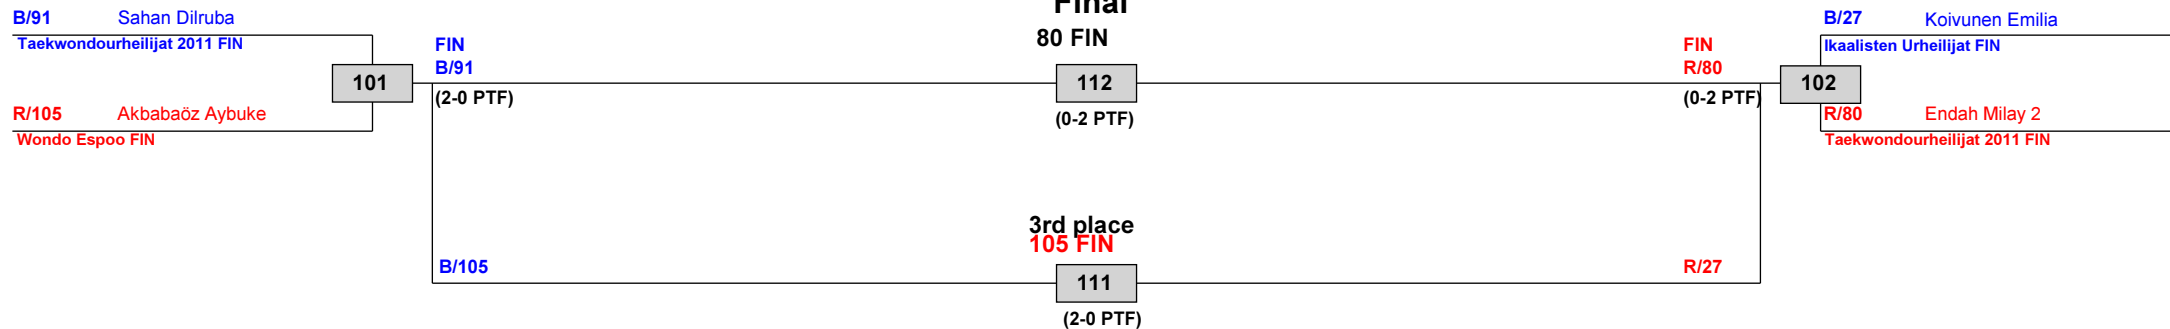 Final
80 FIN
B/91 Sahan Dilruba
Taekwondourheilijat 2011 FIN
101
R/105 Akbabaöz Aybuke
Wondo Espoo FIN
FIN
B/91
(2-0 PTF)
112
(0-2 PTF)
FIN
R/80
(0-2 PTF)
B/27 Koivunen Emilia
Ikaalisten Urheilijat FIN
102
R/80 Endah Milay 2
Taekwondourheilijat 2011 FIN
3rd place
105 FIN
B/105
111
R/27
(2-0 PTF)